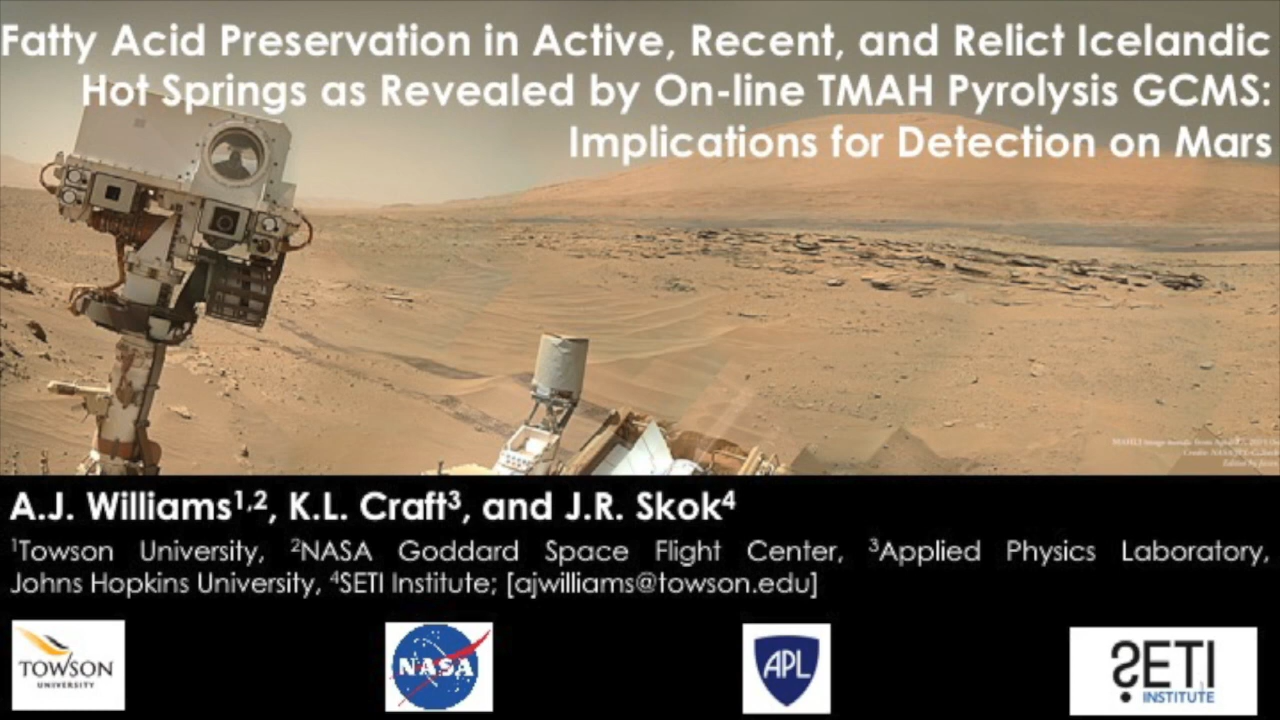 Fatty Acid Preservation in Active, Recent, and Relict Icelandic
Hot Springs as Revealed by On-line TMAH Pyrolysis GCMS:
Implications for Detection on Mars
A.J. Williams¹,², K.L. Craft³, and J.R. Skok⁴
¹Towson University, ²NASA Goddard Space Flight Center, ³Applied Physics Laboratory,
Johns Hopkins University, ⁴SETI Institute; [ajwilliams@towson.edu]
TOWSON
UNIVERSITY
NASA
APL
SETI
INSTITUTE